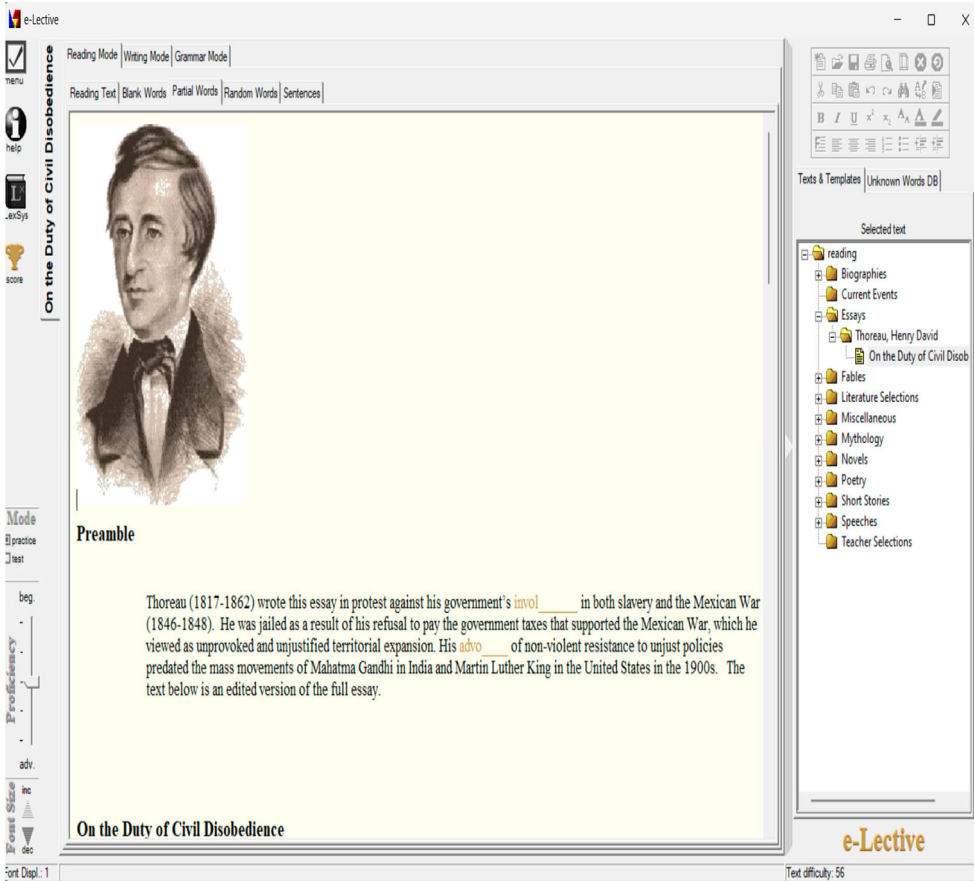 e-Lective
menu
help
LexSys
score
On the Duty of Civil Disobedience
Reading Mode Writing Mode Grammar Mode
Reading Text Blank Words Partial Words Random Words Sentences
Preamble
Thoreau (1817-1862) wrote this essay in protest against his government's invol______ in both slavery and the Mexican War
(1846-1848). He was jailed as a result of his refusal to pay the government taxes that supported the Mexican War, which he
viewed as unprovoked and unjustified territorial expansion. His advo____ of non-violent resistance to unjust policies
predated the mass movements of Mahatma Gandhi in India and Martin Luther King in the United States in the 1900s. The
text below is an edited version of the full essay.
On the Duty of Civil Disobedience
Mode
practice
test
beg.
Proficiency
adv.
Font Size
inc
dec
Font Displ.: 1
B I U x² x₂ A A A
Texts & Templates Unknown Words DB
Selected text
reading
Biographies
Current Events
Essays
Thoreau, Henry David
On the Duty of Civil Disob
Fables
Literature Selections
Miscellaneous
Mythology
Novels
Poetry
Short Stories
Speeches
Teacher Selections
e-Lective
Text difficulty: 56